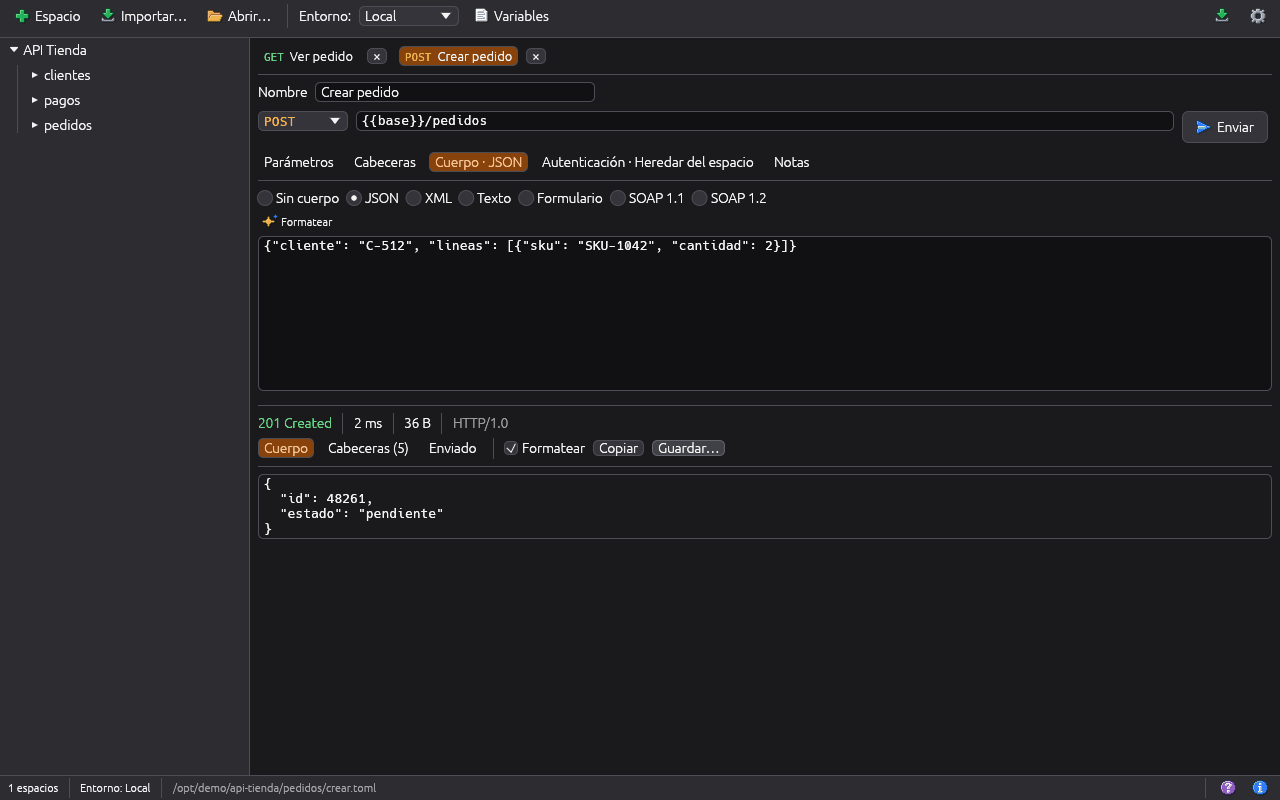 Espacio Importar… Abrir… Entorno: Local Variables
API Tienda
clientes
pagos
pedidos
GET Ver pedido × POST Crear pedido ×
Nombre Crear pedido
POST {{base}}/pedidos Enviar
Parámetros Cabeceras Cuerpo · JSON Autenticación · Heredar del espacio Notas
Sin cuerpo JSON XML Texto Formulario SOAP 1.1 SOAP 1.2
Formatear
{"cliente": "C-512", "lineas": [{"sku": "SKU-1042", "cantidad": 2}]}
201 Created 2 ms 36 B HTTP/1.0
Cuerpo Cabeceras (5) Enviado Formatear Copiar Guardar…
{
  "id": 48261,
  "estado": "pendiente"
}
1 espacios Entorno: Local /opt/demo/api-tienda/pedidos/crear.toml ? i